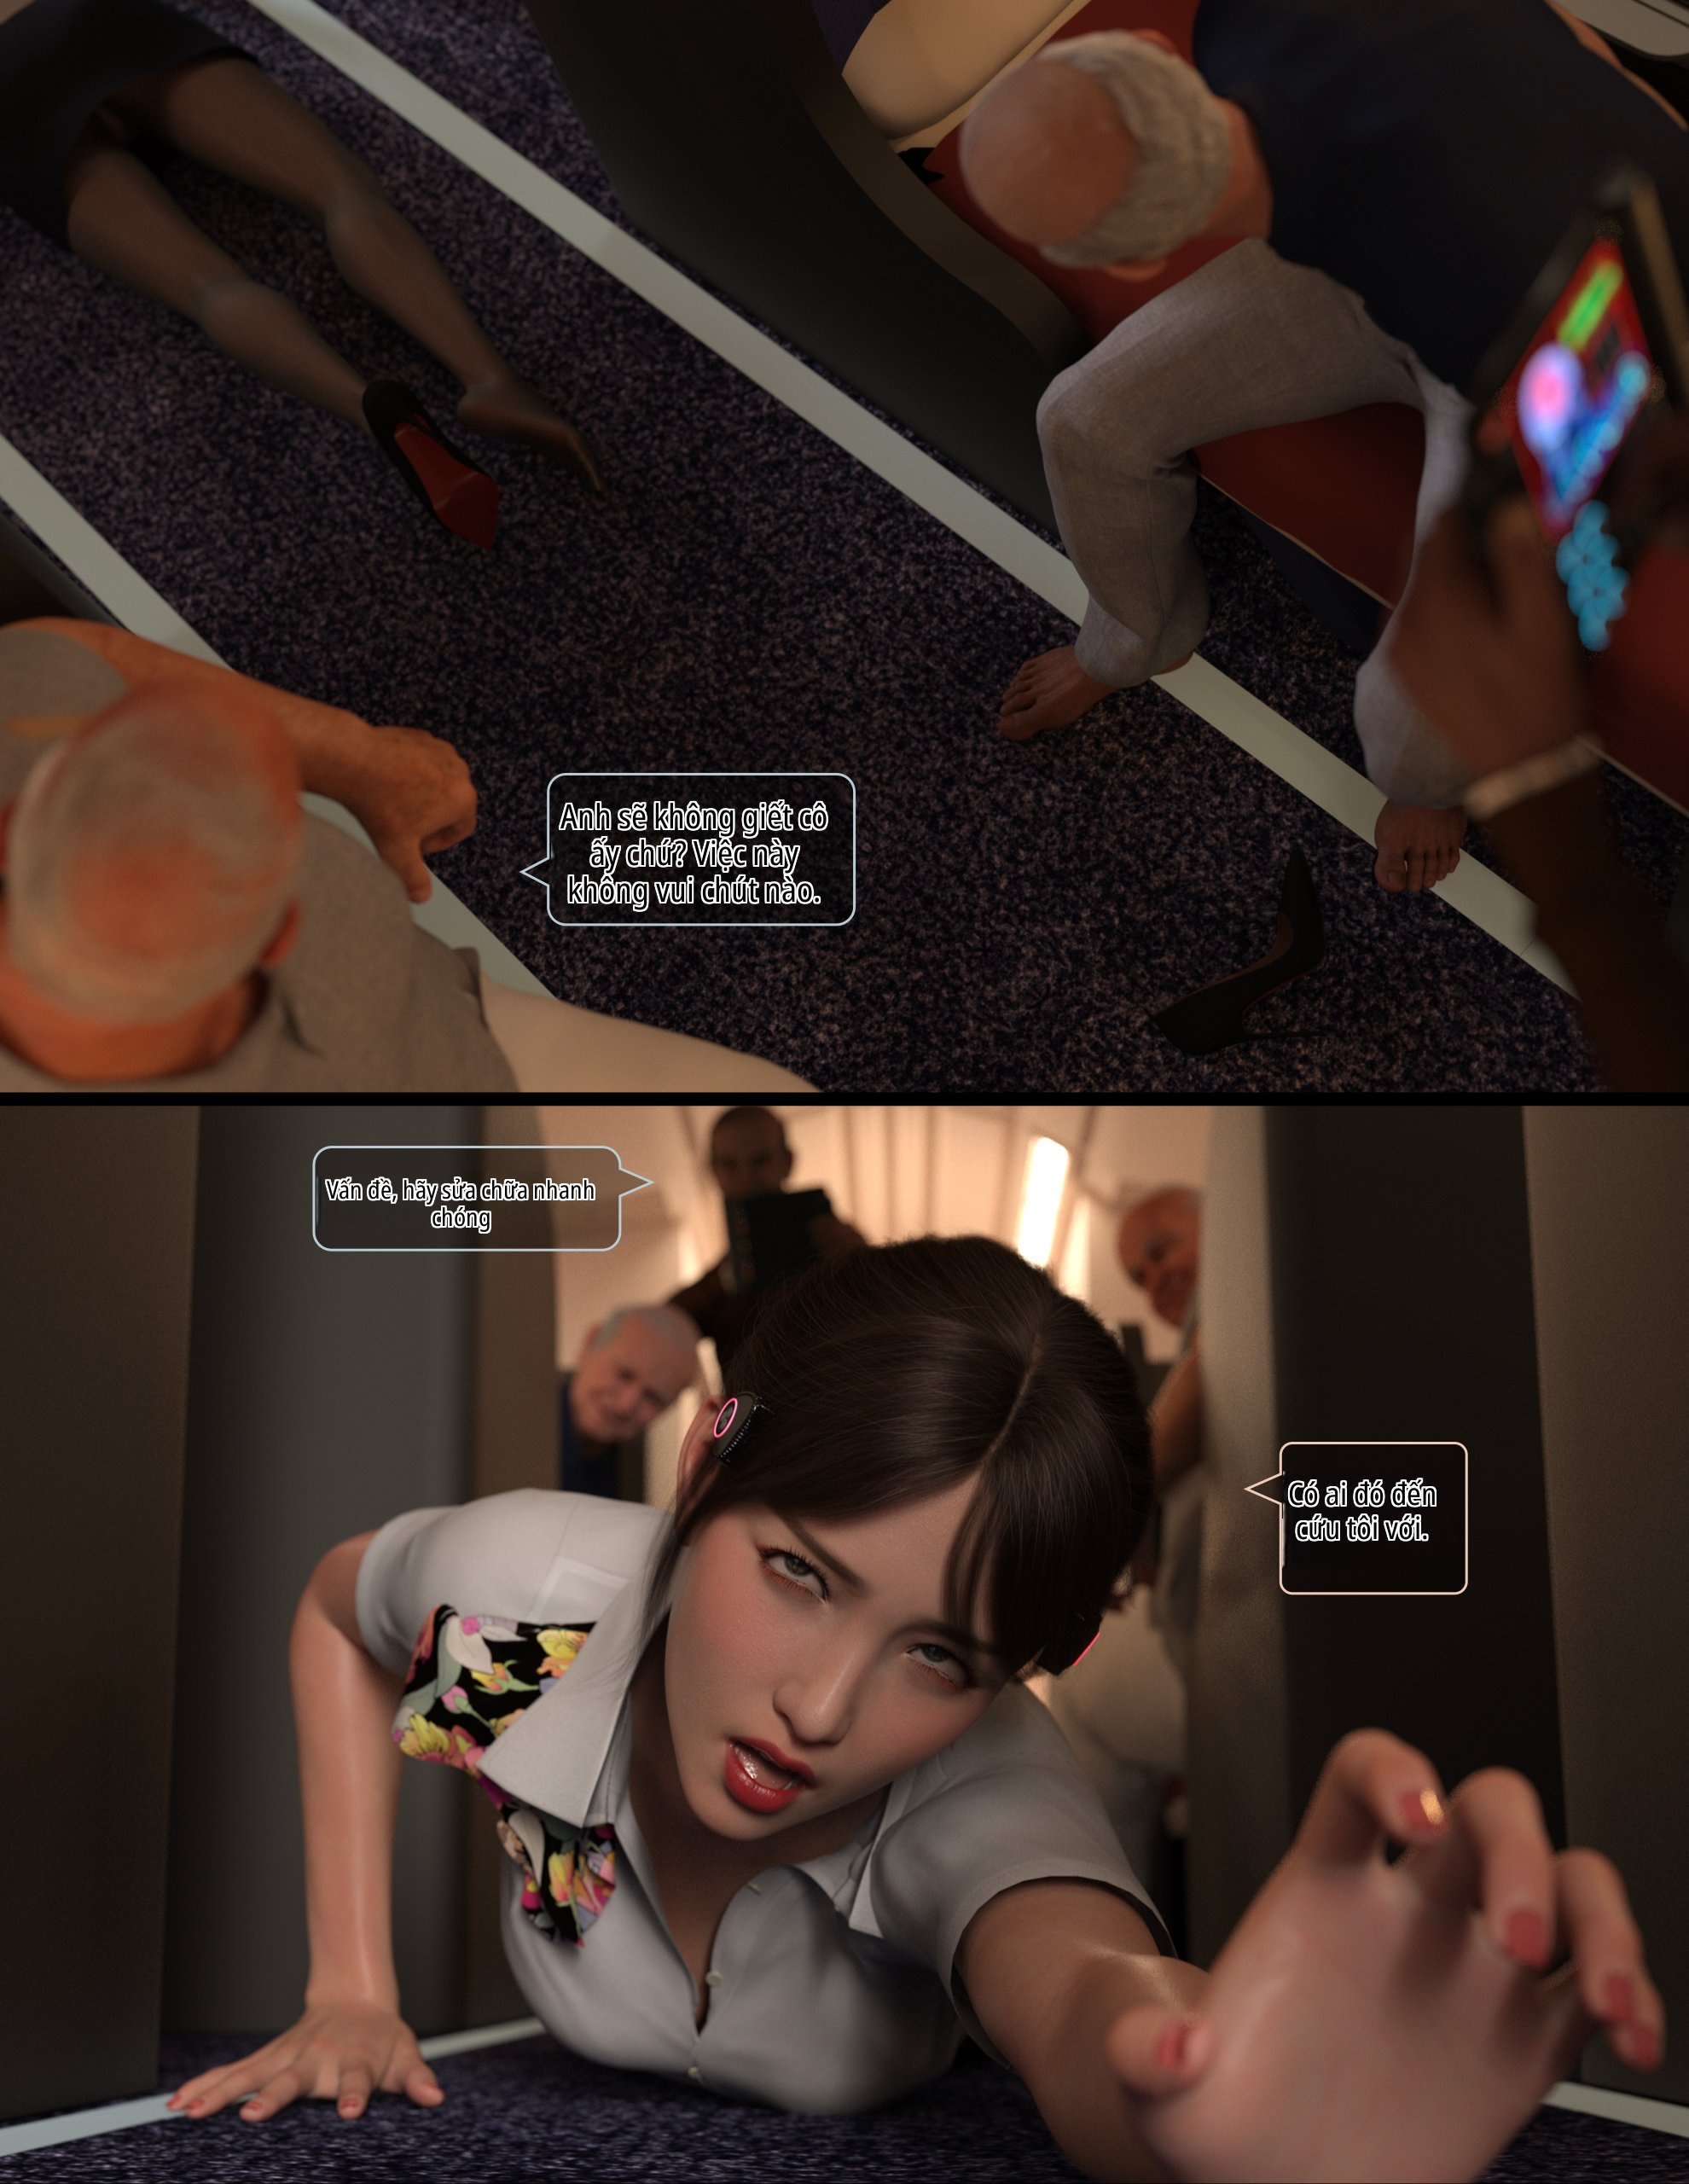 Anh sẽ không giết cô
ấy chứ? Việc này
không vui chút nào.
Vấn đề, hãy sửa chữa nhanh
chóng
Có ai đó đến
cứu tôi với.